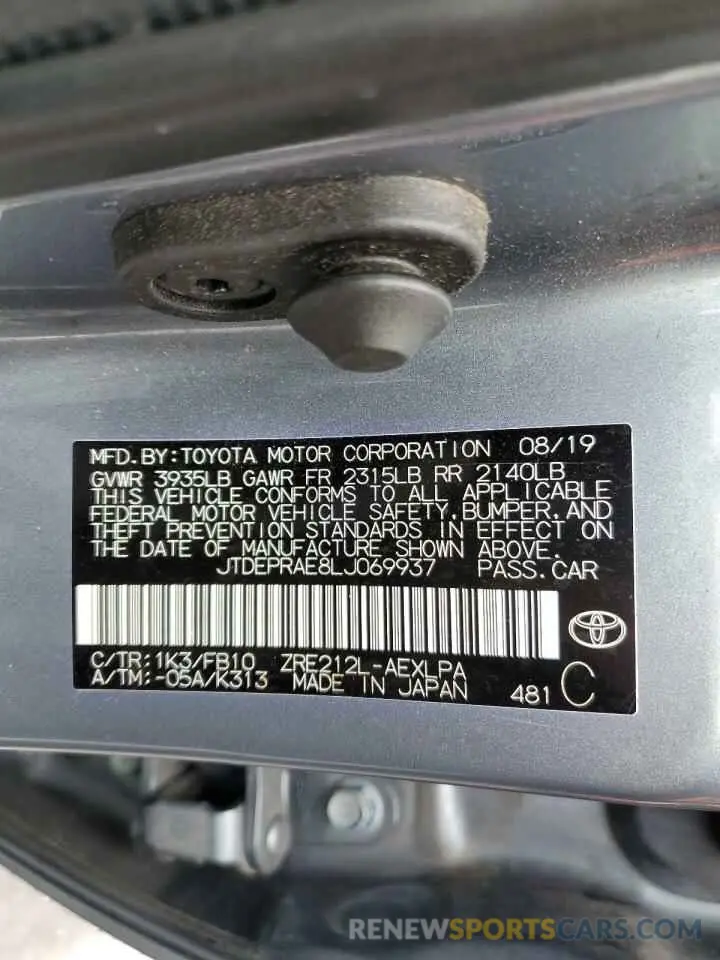 MFD. BY: TOYOTA MOTOR CORPORATION 08/19
GVWR 3935LB GAWR FR 2315LB RR 2140LB
THIS VEHICLE CONFORMS TO ALL APPLICABLE
FEDERAL MOTOR VEHICLE SAFETY, BUMPER, AND
THEFT PREVENTION STANDARDS IN EFFECT ON
THE DATE OF MANUFACTURE SHOWN ABOVE.
JTDEPRAE8LJ069937 PASS. CAR
C/TR: 1K3/FB10 ZRE212L-AEXLPA
A/TM: -05A/K313 MADE IN JAPAN 481 C
RENEWSPORTSCARS.COM